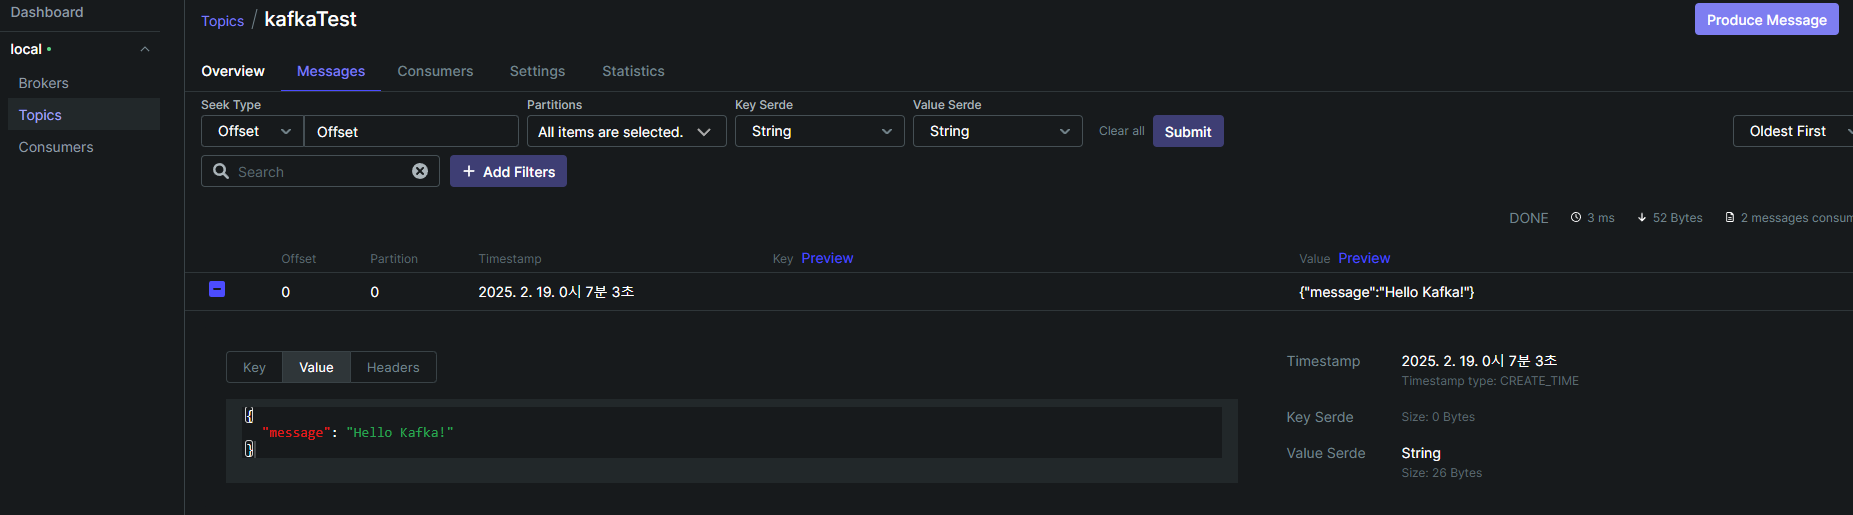 Dashboard
local
Brokers
Topics
Consumers
Topics / kafkaTest
Produce Message
Overview Messages Consumers Settings Statistics
Seek Type Partitions Key Serde Value Serde
Offset Offset All items are selected. String String Clear all Submit Oldest First
Search Add Filters
DONE 3 ms 52 Bytes 2 messages
Offset Partition Timestamp Key Preview Value Preview
0 0 2025. 2. 19. 0시 7분 3초 {"message":"Hello Kafka!"}
Key Value Headers
{
"message": "Hello Kafka!"
}
Timestamp 2025. 2. 19. 0시 7분 3초
Timestamp type: CREATE_TIME
Key Serde Size: 0 Bytes
Value Serde String
Size: 26 Bytes